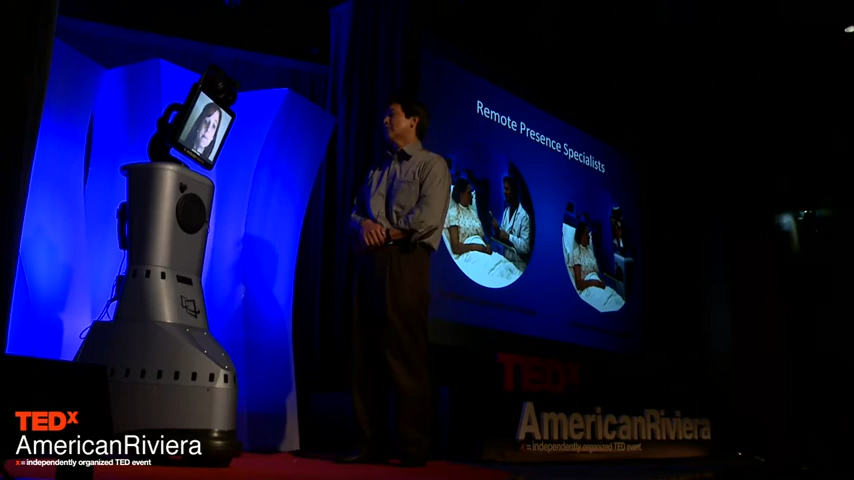 Remote Presence Specialists
TEDx
AmericanRiviera
x = independently organized TED event
TEDx
AmericanRiviera
x = independently organized TED event